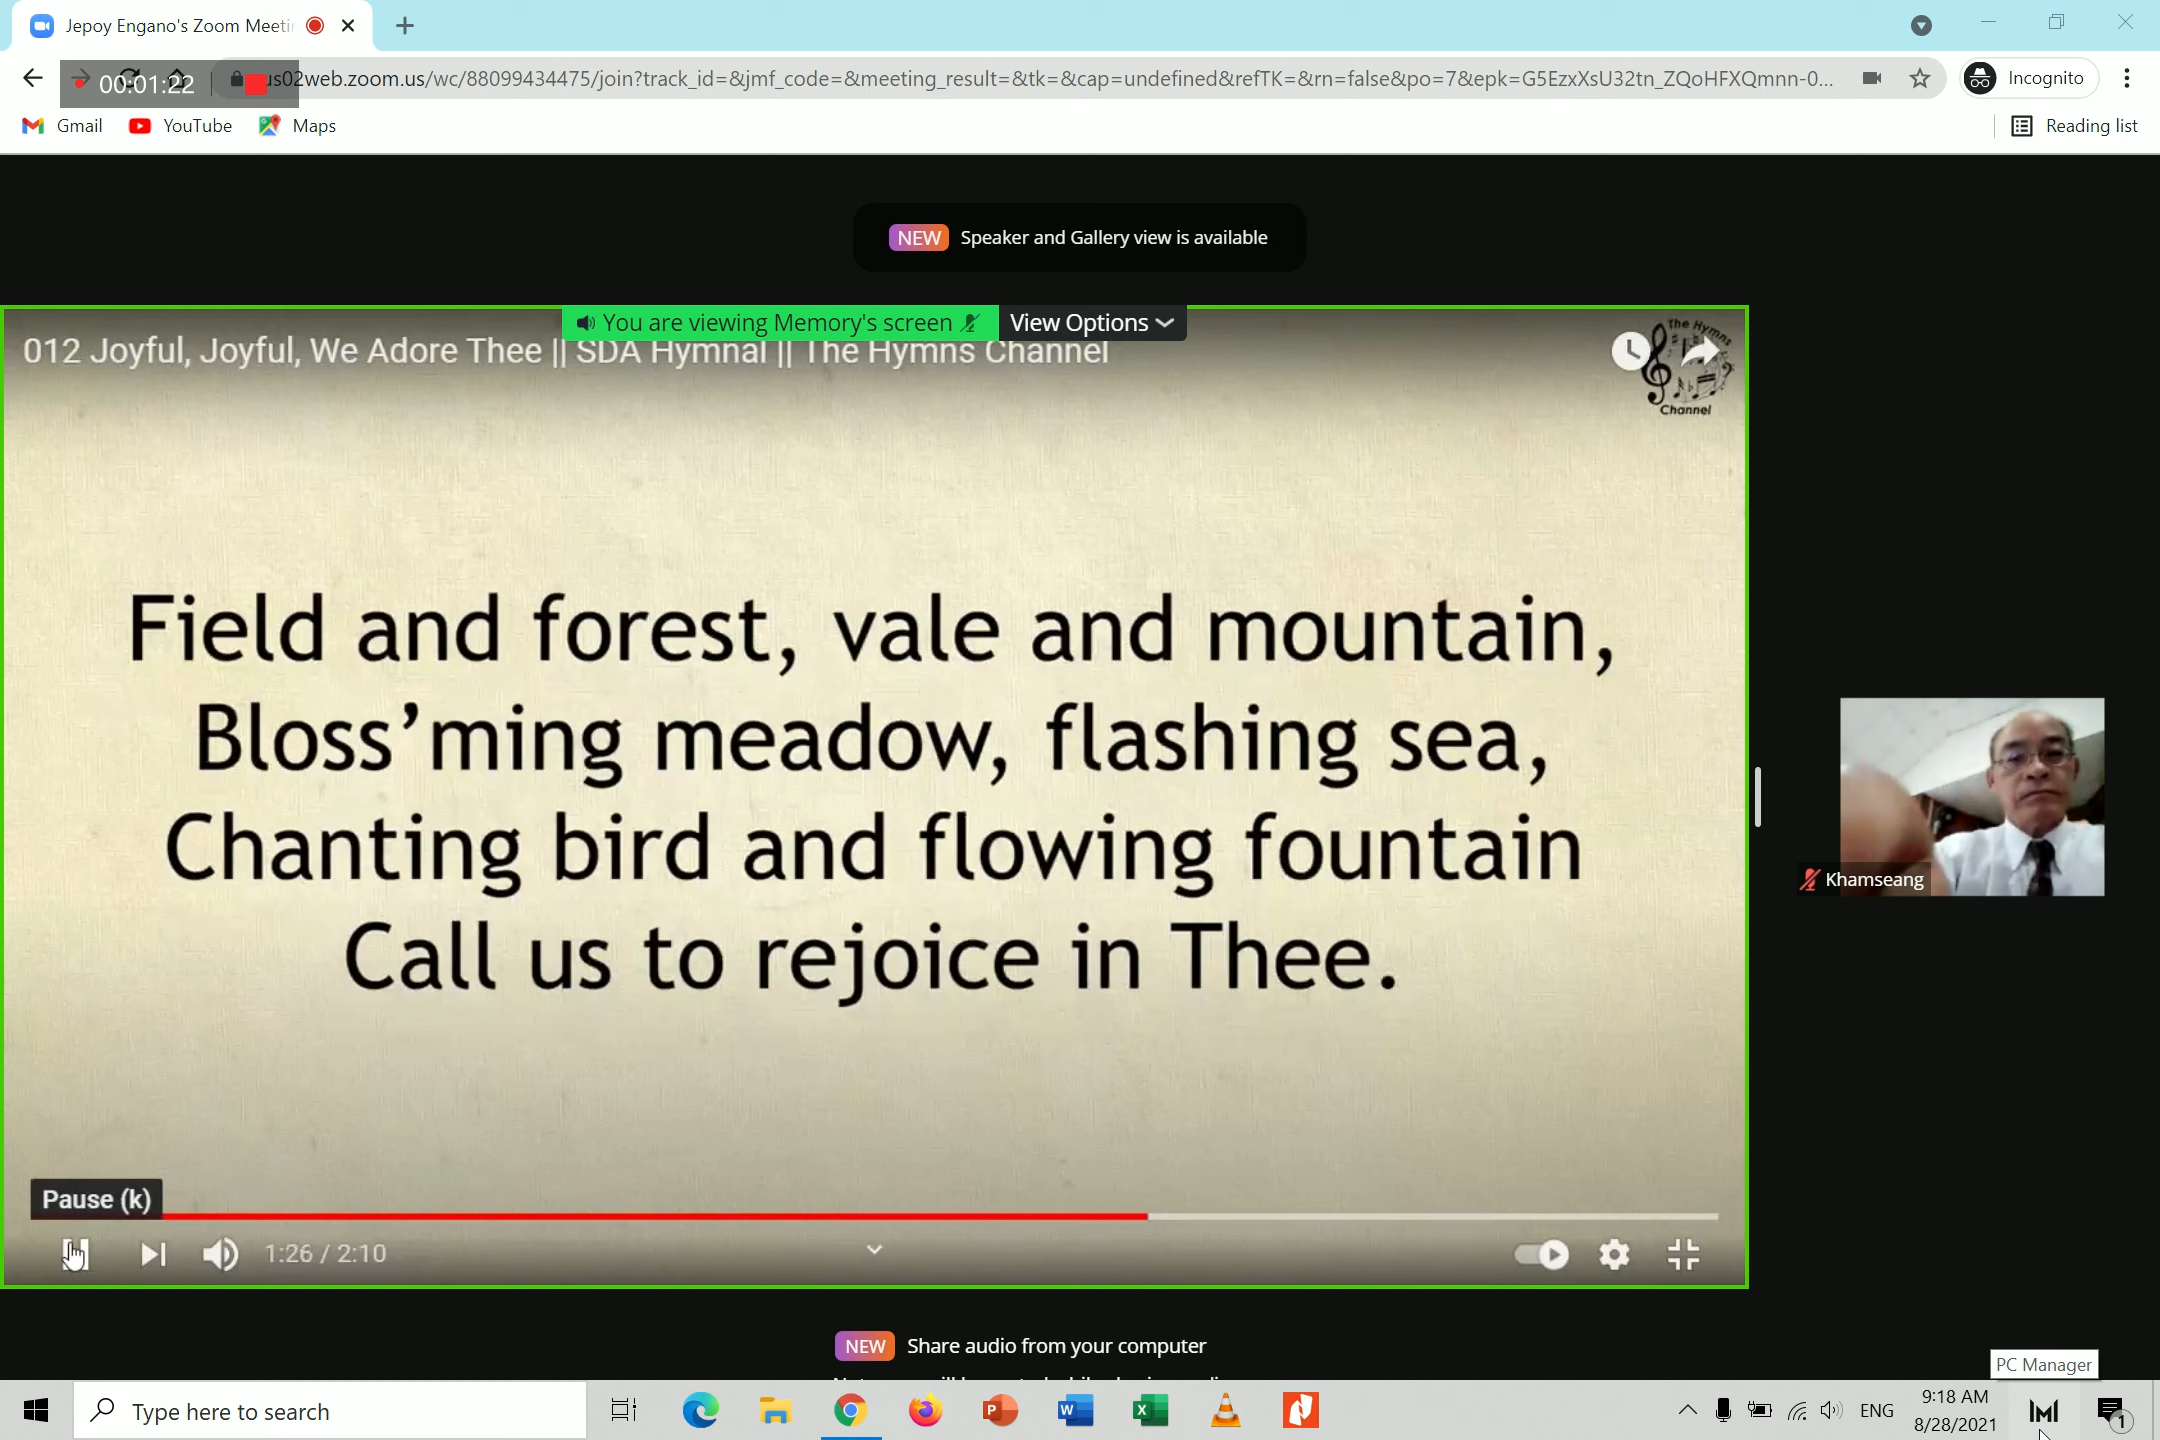 Jepoy Engano's Zoom Meeti
00:01:22
us02web.zoom.us/wc/88099434475/join?track_id=&jmf_code=&meeting_result=&tk=&cap=undefined&refTK=&rn=false&po=7&epk=G5EzxXsU32tn_ZQoHFXQmnn-0...
Incognito
Gmail
YouTube
Maps
Reading list
NEW Speaker and Gallery view is available
You are viewing Memory's screen
View Options
012 Joyful, Joyful, We Adore Thee || SDA Hymnal || The Hymns Channel
The Hymns
Channel
Field and forest, vale and mountain,
Bloss’ming meadow, flashing sea,
Chanting bird and flowing fountain
Call us to rejoice in Thee.
Khamseang
Pause (k)
1:26 / 2:10
NEW Share audio from your computer
PC Manager
Type here to search
ENG
9:18 AM
8/28/2021
1